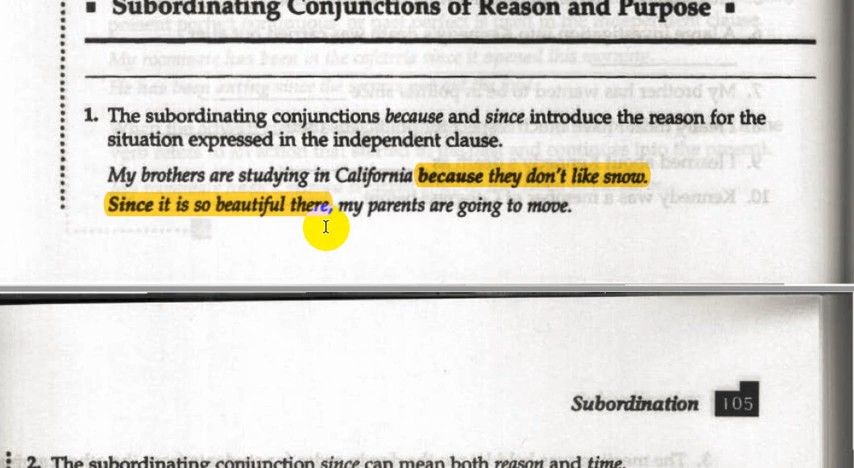 ▪ Subordinating Conjunctions of Reason and Purpose ▪
1. The subordinating conjunctions because and since introduce the reason for the
situation expressed in the independent clause.
My brothers are studying in California because they don't like snow.
Since it is so beautiful there, my parents are going to move.
Subordination 105
2. The subordinating conjunction since can mean both reason and time.